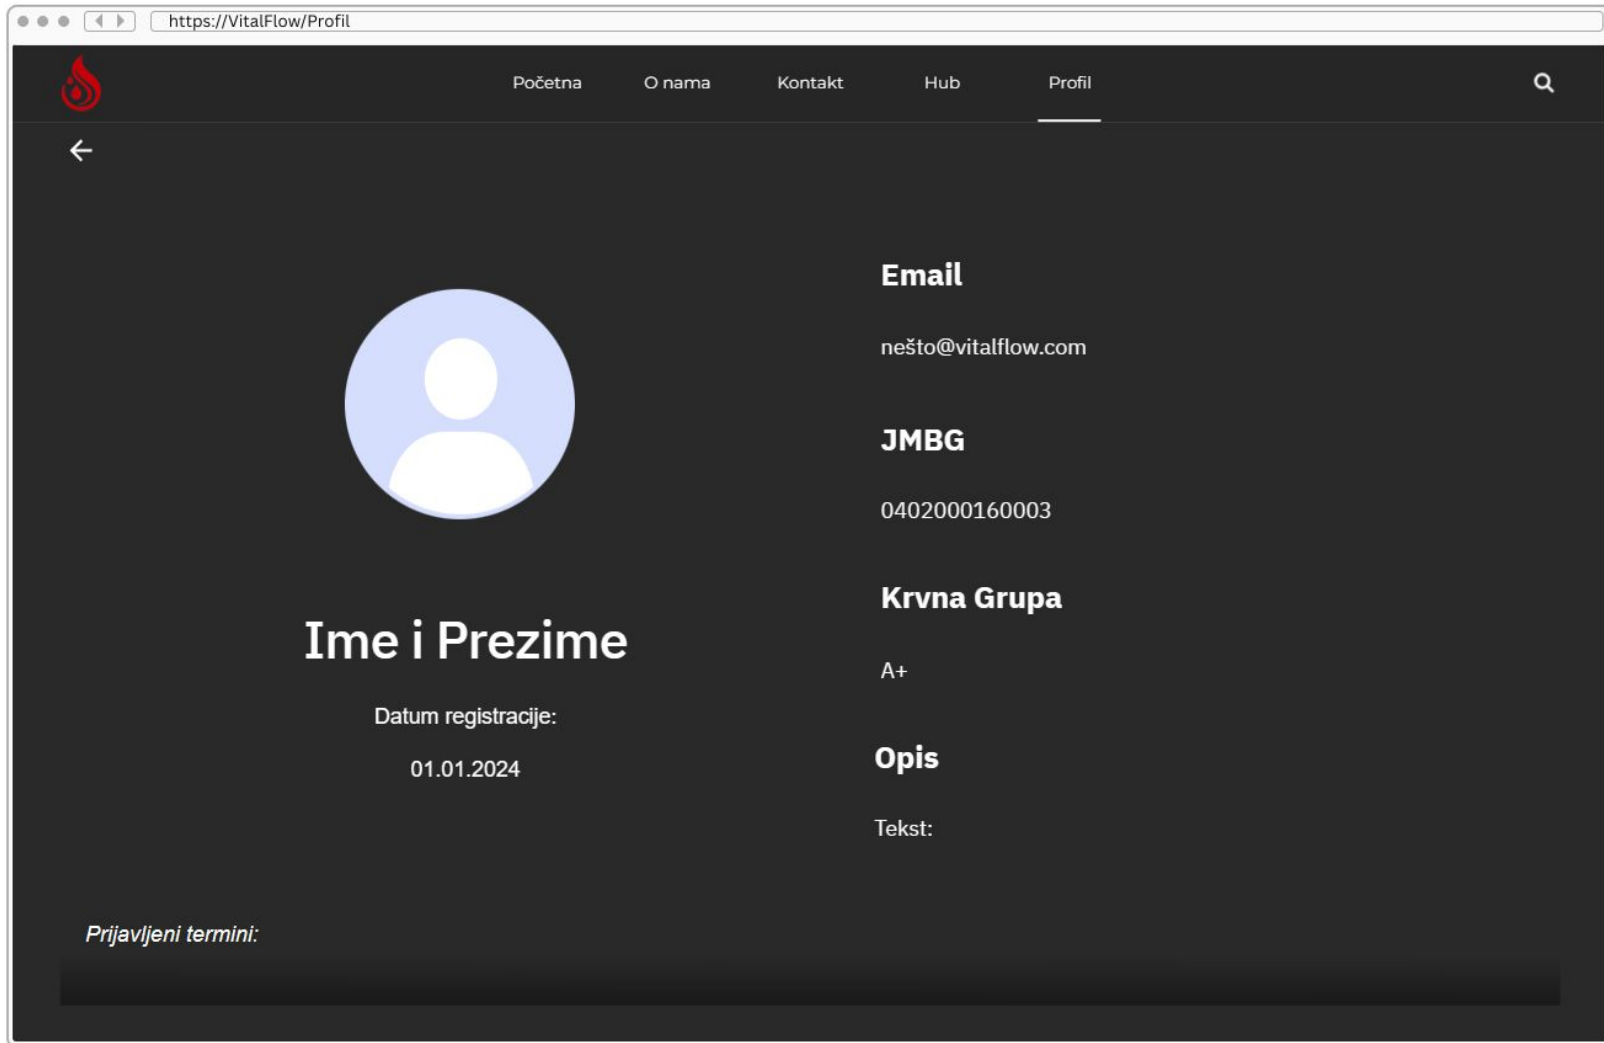 https://VitalFlow/Profil
Početna O nama Kontakt Hub Profil
Ime i Prezime
Datum registracije:
01.01.2024
Email
nešto@vitalflow.com
JMBG
0402000160003
Krvna Grupa
A+
Opis
Tekst:
Prijavljeni termini: